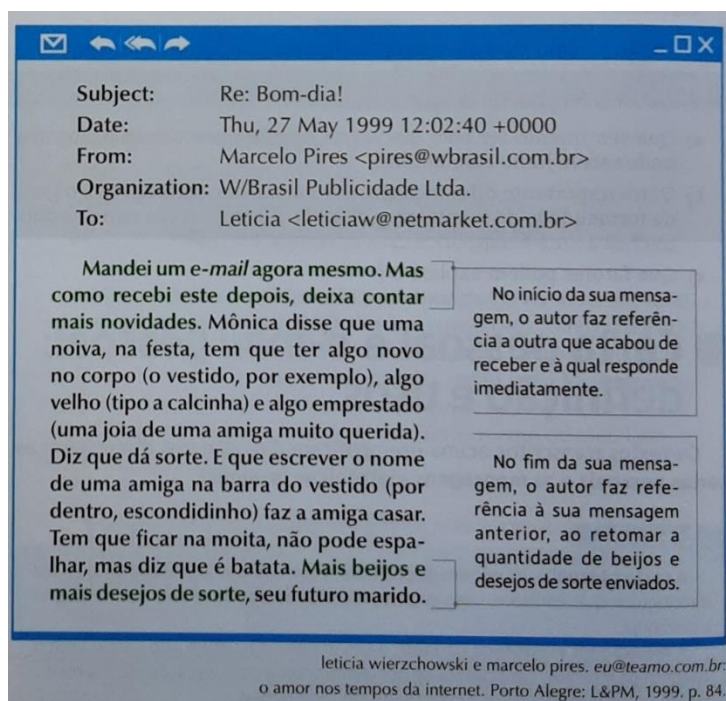 Subject: Re: Bom-dia!
Date: Thu, 27 May 1999 12:02:40 +0000
From: Marcelo Pires <pires@wbrasil.com.br>
Organization: W/Brasil Publicidade Ltda.
To: Leticia <leticiaw@netmarket.com.br>
Mandei um e-mail agora mesmo. Mas
como recebi este depois, deixa contar
mais novidades. Mônica disse que uma
noiva, na festa, tem que ter algo novo
no corpo (o vestido, por exemplo), algo
velho (tipo a calcinha) e algo emprestado
(uma joia de uma amiga muito querida).
Diz que dá sorte. E que escrever o nome
de uma amiga na barra do vestido (por
dentro, escondidinho) faz a amiga casar.
Tem que ficar na moita, não pode espa-
lhar, mas diz que é batata. Mais beijos e
mais desejos de sorte, seu futuro marido.
No início da sua mensa-
gem, o autor faz referên-
cia a outra que acabou de
receber e à qual responde
imediatamente.
No fim da sua mensa-
gem, o autor faz refe-
rência à sua mensagem
anterior, ao retomar a
quantidade de beijos e
desejos de sorte enviados.
leticia wierzchowski e marcelo pires. eu@teamo.com.br:
o amor nos tempos da internet. Porto Alegre: L&PM, 1999. p. 84.